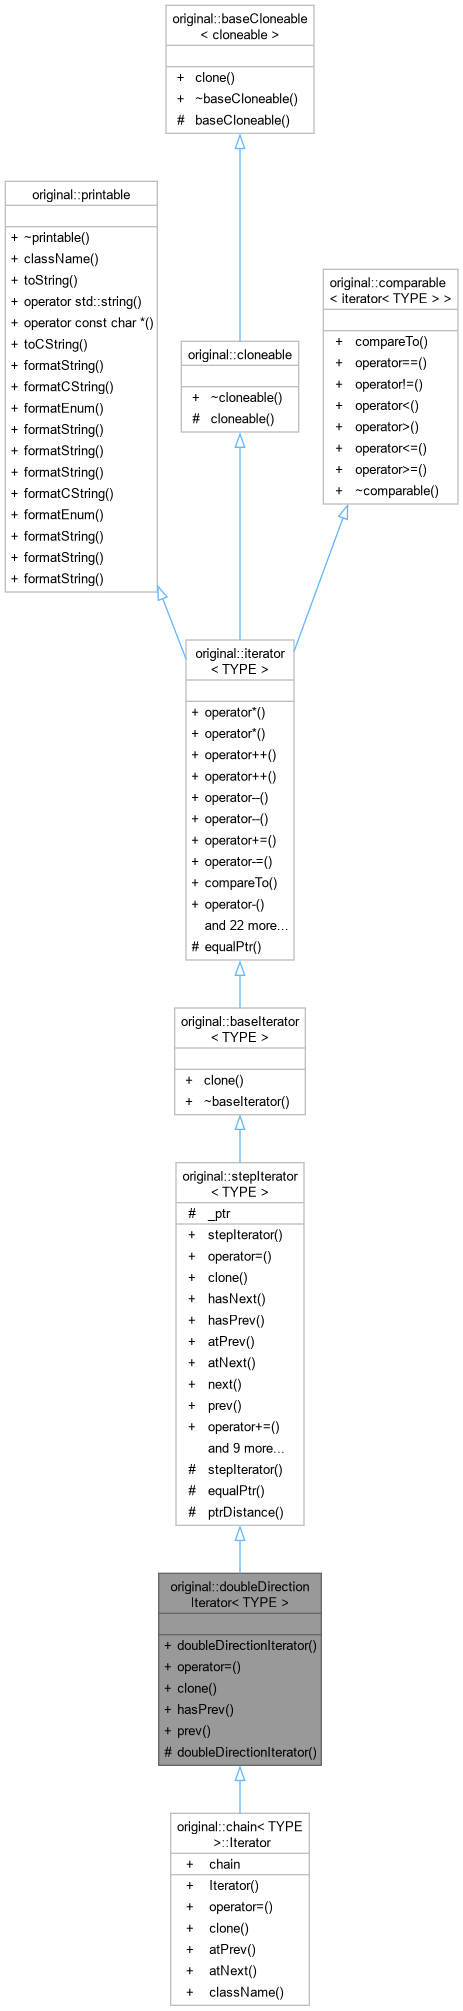 original::baseCloneable
< cloneable >
+ clone()
+ ~baseCloneable()
# baseCloneable()
original::printable
+ ~printable()
+ className()
+ toString()
+ operator std::string()
+ operator const char *()
+ toCString()
+ formatString()
+ formatCString()
+ formatEnum()
+ formatString()
+ formatString()
+ formatString()
+ formatCString()
+ formatEnum()
+ formatString()
+ formatString()
+ formatString()
original::cloneable
+ ~cloneable()
# cloneable()
original::comparable
< iterator< TYPE > >
+ compareTo()
+ operator==()
+ operator!=()
+ operator<()
+ operator>()
+ operator<=()
+ operator>=()
+ ~comparable()
original::iterator
< TYPE >
+ operator*()
+ operator*()
+ operator++()
+ operator++()
+ operator--()
+ operator--()
+ operator+=()
+ operator-=()
+ compareTo()
+ operator-()
and 22 more...
# equalPtr()
original::baseIterator
< TYPE >
+ clone()
+ ~baseIterator()
original::stepIterator
< TYPE >
# _ptr
+ stepIterator()
+ operator=()
+ clone()
+ hasNext()
+ hasPrev()
+ atPrev()
+ atNext()
+ next()
+ prev()
+ operator+=()
and 9 more...
# stepIterator()
# equalPtr()
# ptrDistance()
original::doubleDirection
Iterator< TYPE >
+ doubleDirectionIterator()
+ operator=()
+ clone()
+ hasPrev()
+ prev()
# doubleDirectionIterator()
original::chain< TYPE
>::Iterator
+ chain
+ Iterator()
+ operator=()
+ clone()
+ atPrev()
+ atNext()
+ className()